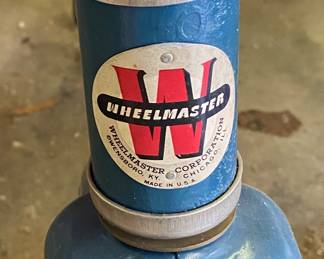 W
WHEELMASTER
WHEELMASTER CORPORATION
OWENSBORO, KY. CHICAGO, ILL.
MADE IN U.S.A.